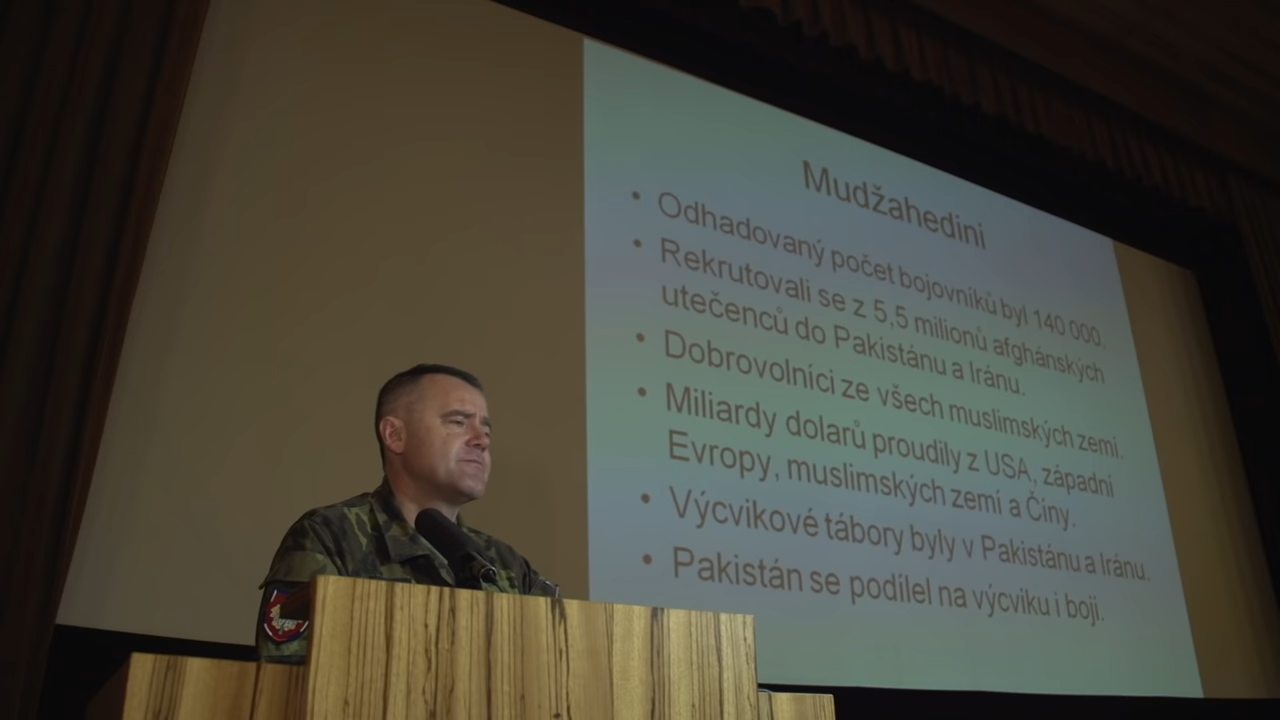 Mudžahedini
• Odhadovaný počet bojovníků byl 140 000.
• Rekrutovali se z 5,5 milionů afghánských
utečenců do Pakistánu a Iránu.
• Dobrovolníci ze všech muslimských zemí.
• Miliardy dolarů proudily z USA, západní
Evropy, muslimských zemí a Číny.
• Výcvikové tábory byly v Pakistánu a Iránu.
• Pakistán se podílel na výcviku i boji.